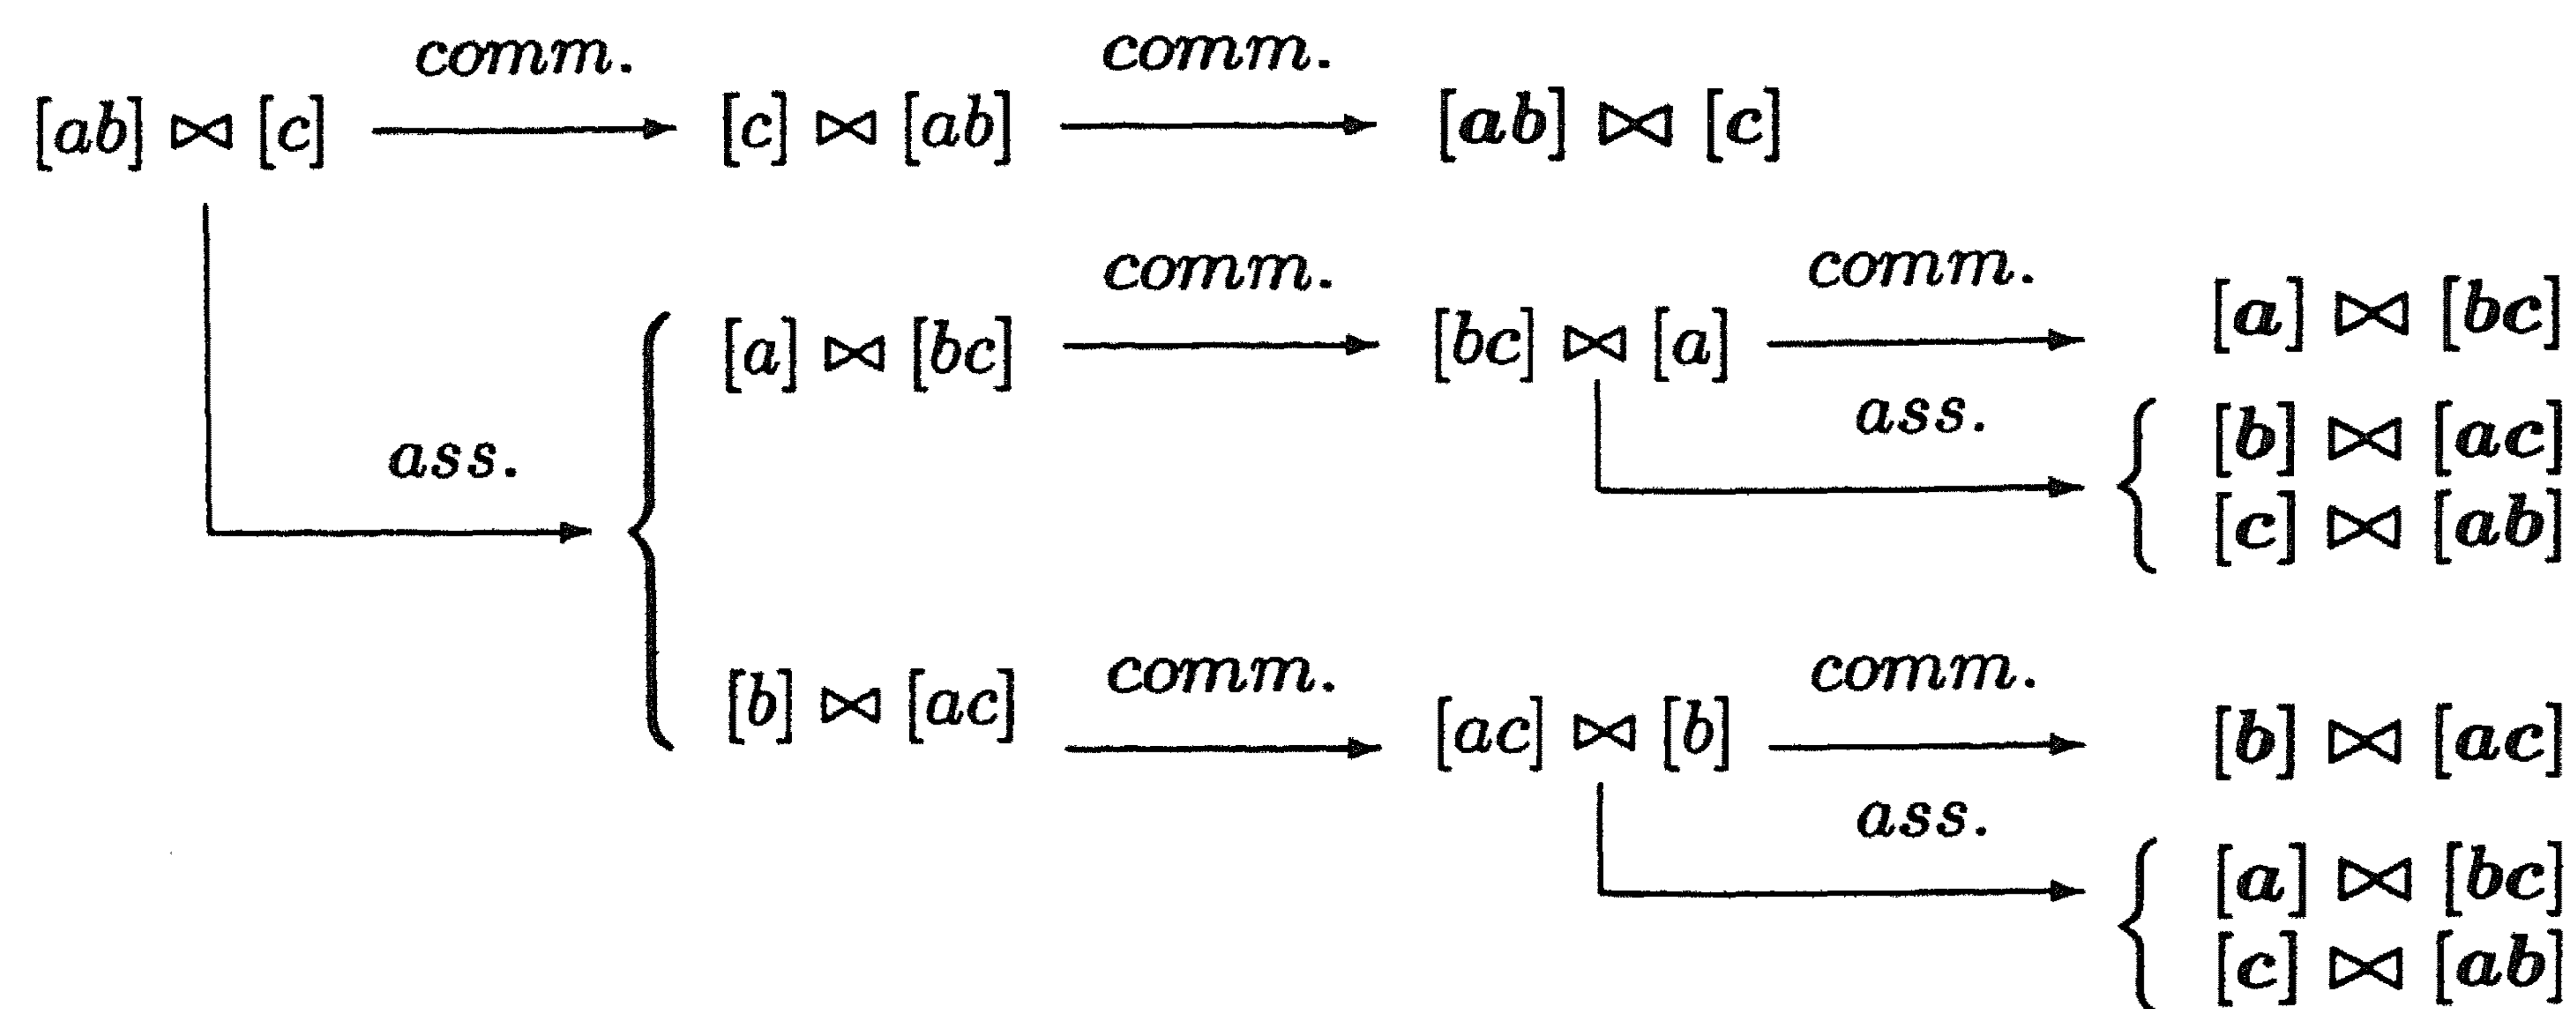 comm. comm.
[ab] ⋈ [c] [c] ⋈ [ab] [ab] ⋈ [c]
comm. comm.
[a] ⋈ [bc] [bc] ⋈ [a] [a] ⋈ [bc]
ass. ass. [b] ⋈ [ac]
[c] ⋈ [ab]
comm. comm.
[b] ⋈ [ac] [ac] ⋈ [b] [b] ⋈ [ac]
ass. [a] ⋈ [bc]
[c] ⋈ [ab]